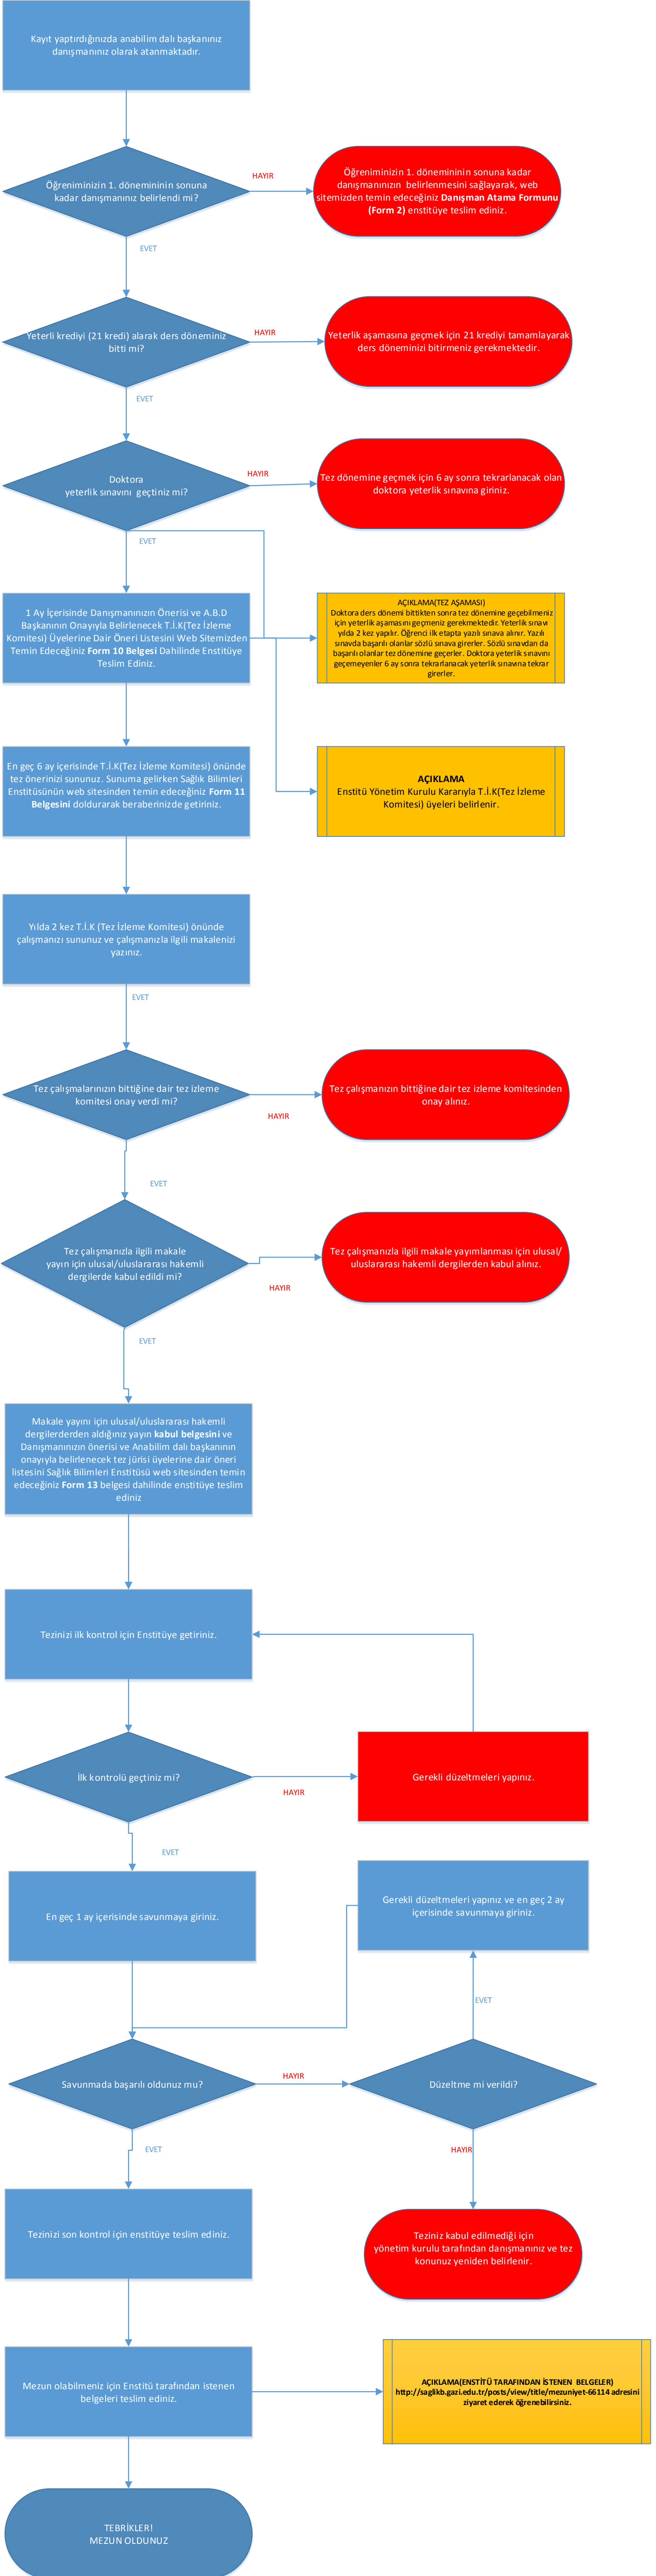 Kayıt yaptırdığınızda anabilim dalı başkanınız
danışmanınız olarak atanmaktadır.
Öğreniminizin 1. dönemininin sonuna
kadar danışmanınız belirlendi mi?
HAYIR
Öğreniminizin 1. dönemininin sonuna kadar
danışmanınızın belirlenmesini sağlayarak, web
sitemizden temin edeceğiniz Danışman Atama Formunu
(Form 2) enstitüye teslim ediniz.
EVET
Yeterli krediyi (21 kredi) alarak ders döneminiz
bitti mi?
HAYIR
Yeterlik aşamasına geçmek için 21 krediyi tamamlayarak
ders döneminizi bitirmeniz gerekmektedir.
EVET
Doktora
yeterlik sınavını geçtiniz mi?
HAYIR
Tez dönemine geçmek için 6 ay sonra tekrarlanacak olan
doktora yeterlik sınavına giriniz.
EVET
1 Ay İçerisinde Danışmanınızın Önerisi ve A.B.D
Başkanının Onayıyla Belirlenecek T.İ.K(Tez İzleme
Komitesi) Üyelerine Dair Öneri Listesini Web Sitemizden
Temin Edeceğiniz Form 10 Belgesi Dahilinde Enstitüye
Teslim Ediniz.
AÇIKLAMA(TEZ AŞAMASI)
Doktora ders dönemi bittikten sonra tez dönemine geçebilmeniz
için yeterlik aşamasını geçmeniz gerekmektedir. Yeterlik sınavı
yılda 2 kez yapılır. Öğrenci ilk etapta yazılı sınava alınır. Yazılı
sınavda başarılı olanlar sözlü sınava girerler. Sözlü sınavdan da
başarılı olanlar tez dönemine geçerler. Doktora yeterlik sınavını
geçemeyenler 6 ay sonra tekrarlanacak yeterlik sınavına tekrar
girerler.
En geç 6 ay içerisinde T.İ.K(Tez İzleme Komitesi) önünde
tez önerinizi sununuz. Sunuma gelirken Sağlık Bilimleri
Enstitüsünün web sitesinden temin edeceğiniz Form 11
Belgesini doldurarak beraberinizde getiriniz.
AÇIKLAMA
Enstitü Yönetim Kurulu Kararıyla T.İ.K(Tez İzleme
Komitesi) üyeleri belirlenir.
Yılda 2 kez T.İ.K (Tez İzleme Komitesi) önünde
çalışmanızı sununuz ve çalışmanızla ilgili makalenizi
yazınız.
EVET
Tez çalışmalarınızın bittiğine dair tez izleme
komitesi onay verdi mi?
HAYIR
Tez çalışmanızın bittiğine dair tez izleme komitesinden
onay alınız.
EVET
Tez çalışmanızla ilgili makale
yayın için ulusal/uluslararası hakemli
dergilerde kabul edildi mi?
HAYIR
Tez çalışmanızla ilgili makale yayımlanması için ulusal/
uluslararası hakemli dergilerden kabul alınız.
EVET
Makale yayını için ulusal/uluslararası hakemli
dergilerderden aldığınız yayın kabul belgesini ve
Danışmanınızın önerisi ve Anabilim dalı başkanının
onayıyla belirlenecek tez jürisi üyelerine dair öneri
listesini Sağlık Bilimleri Enstitüsü web sitesinden temin
edeceğiniz Form 13 belgesi dahilinde enstitüye teslim
ediniz
Tezinizi ilk kontrol için Enstitüye getiriniz.
İlk kontrolü geçtiniz mi?
HAYIR
Gerekli düzeltmeleri yapınız.
EVET
En geç 1 ay içerisinde savunmaya giriniz.
Gerekli düzeltmeleri yapınız ve en geç 2 ay
içerisinde savunmaya giriniz.
EVET
Savunmada başarılı oldunuz mu?
HAYIR
Düzeltme mi verildi?
EVET
HAYIR
Tezinizi son kontrol için enstitüye teslim ediniz.
Teziniz kabul edilmediği için
yönetim kurulu tarafından danışmanınız ve tez
konunuz yeniden belirlenir.
Mezun olabilmeniz için Enstitü tarafından istenen
belgeleri teslim ediniz.
AÇIKLAMA(ENSTİTÜ TARAFINDAN İSTENEN BELGELER)
http://saglikb.gazi.edu.tr/posts/view/title/mezuniyet-66114 adresini
ziyaret ederek öğrenebilirsiniz.
TEBRİKLER!
MEZUN OLDUNUZ